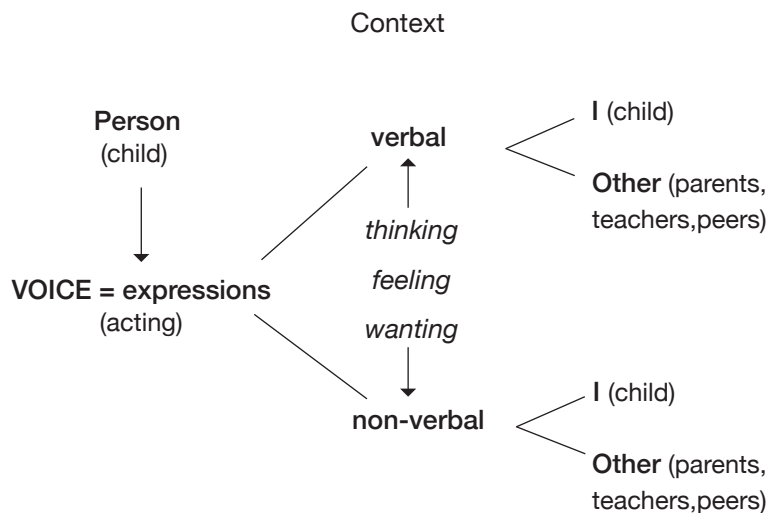 Context
Person
(child)
VOICE = expressions
(acting)
verbal
thinking
feeling
wanting
non-verbal
I (child)
Other (parents,
teachers,peers)
I (child)
Other (parents,
teachers,peers)